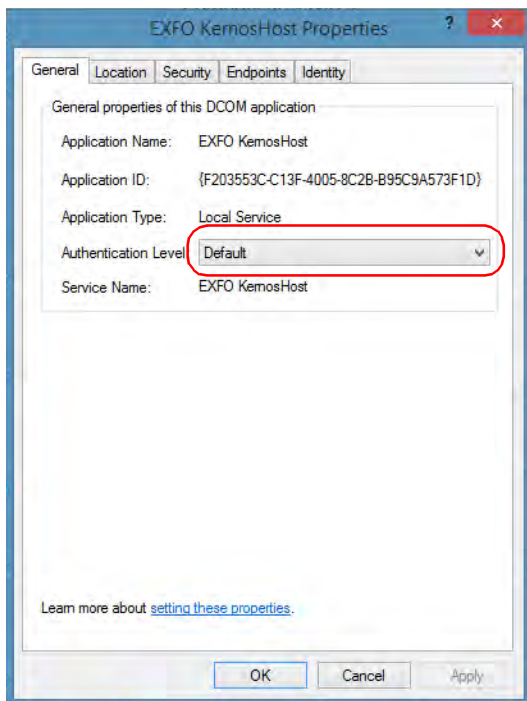 EXFO KernosHost Properties
?
General Location Security Endpoints Identity
General properties of this DCOM application
Application Name: EXFO KernosHost
Application ID: {F203553C-C13F-4005-8C2B-B95C9A573F1D}
Application Type: Local Service
Authentication Level: Default
Service Name: EXFO KernosHost
Learn more about setting these properties.
OK Cancel Apply